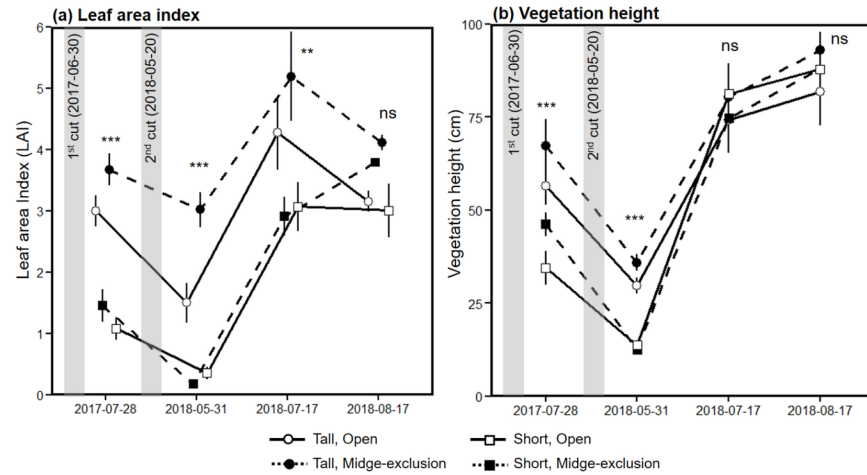 (a) Leaf area index
6
5
4
3
2
1
0
Leaf area Index (LAI)
1st cut (2017-06-30)
2nd cut (2018-05-20)
***
***
**
ns
2017-07-28
2018-05-31
2018-07-17
2018-08-17
(b) Vegetation height
100
75
50
25
0
Vegetation height (cm)
1st cut (2017-06-30)
2nd cut (2018-05-20)
***
***
ns
ns
2017-07-28
2018-05-31
2018-07-17
2018-08-17
Tall, Open
Short, Open
Tall, Midge-exclusion
Short, Midge-exclusion